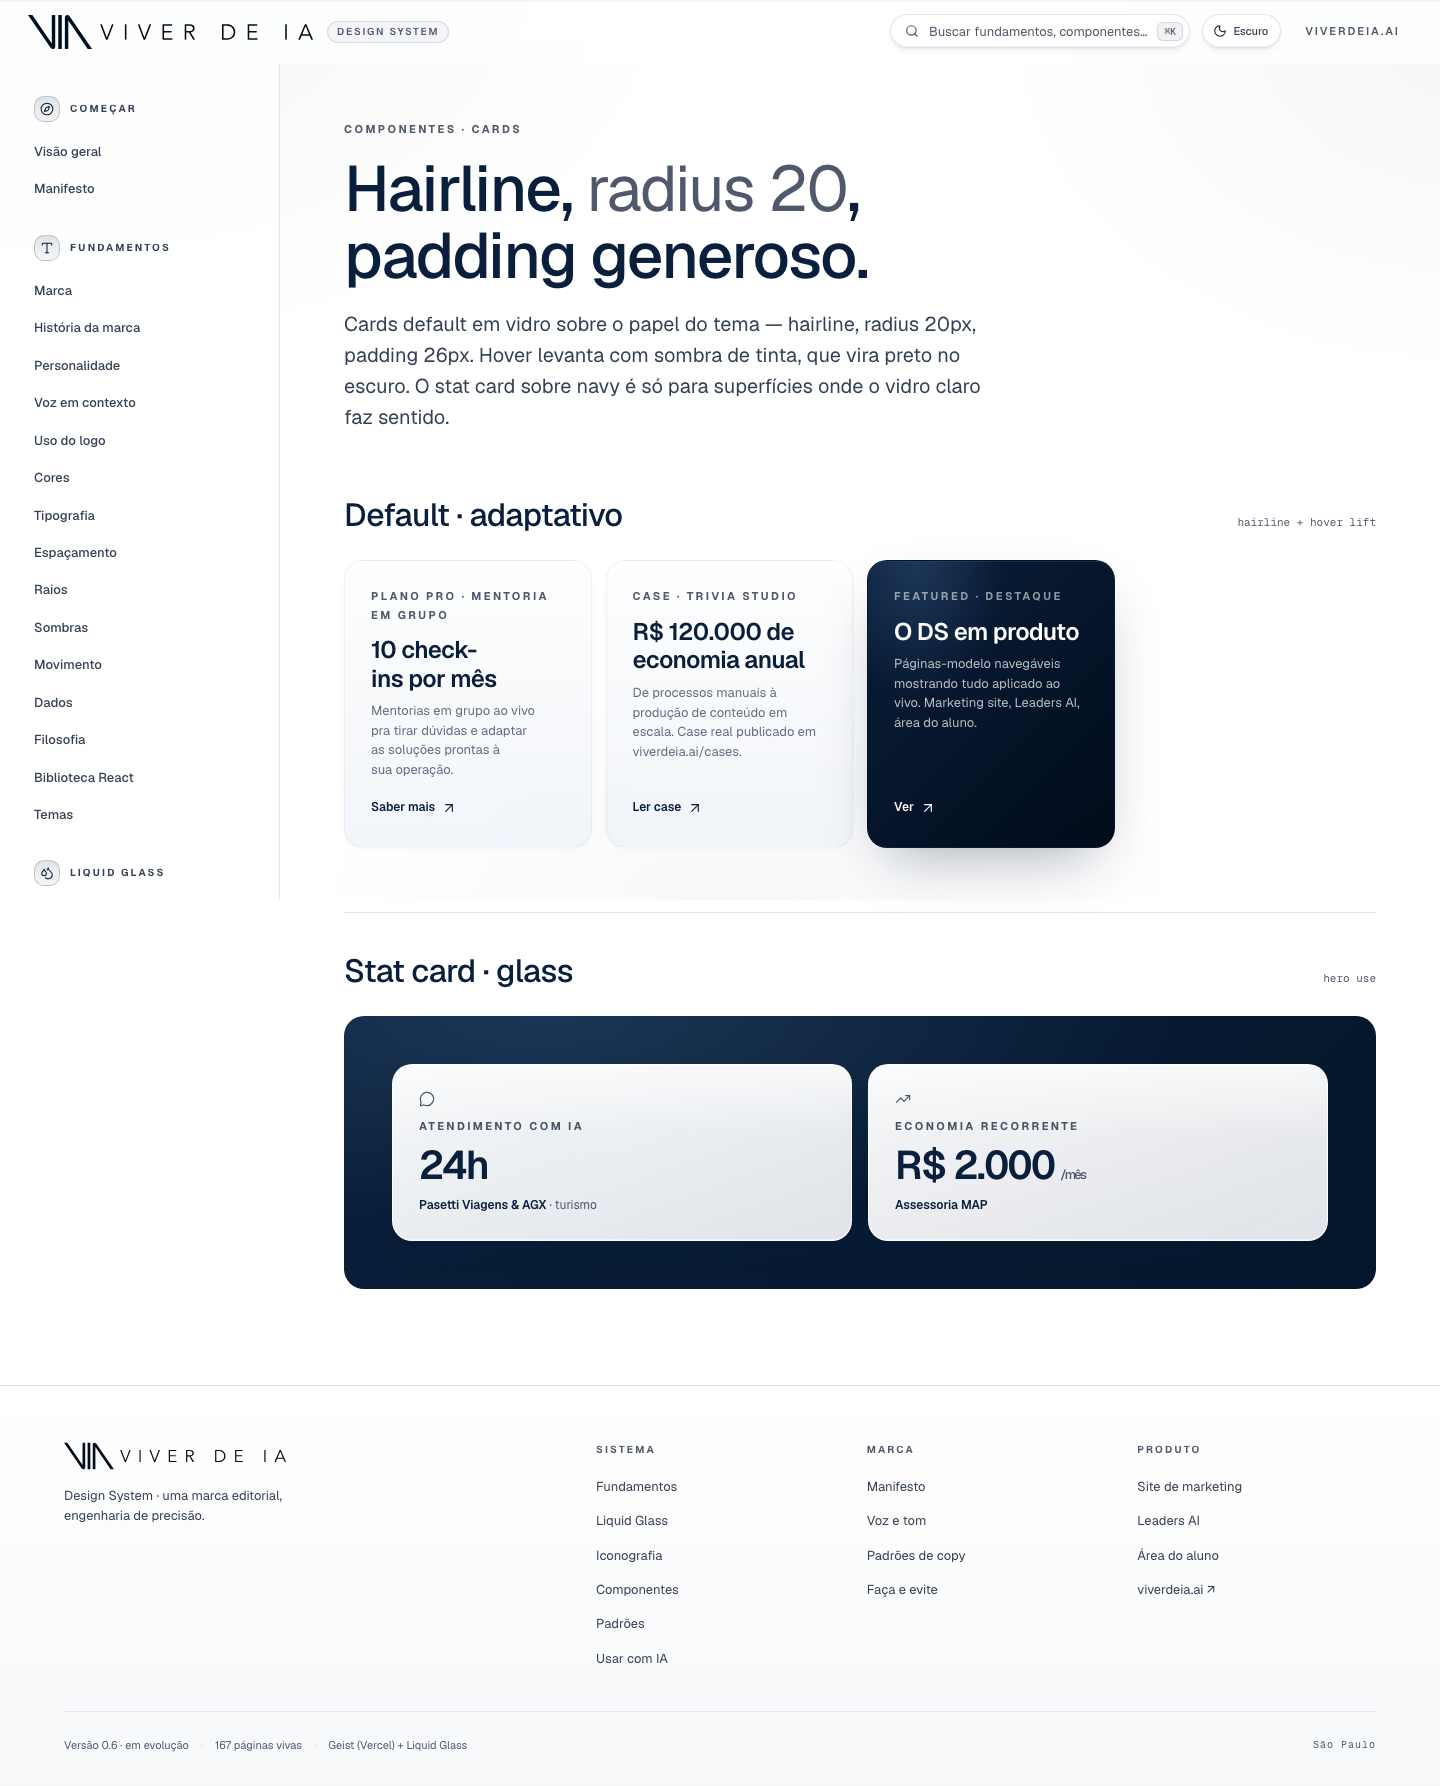 VIVER DE IA
DESIGN SYSTEM
Buscar fundamentos, componentes...
⌘K
Escuro
VIVERDEIA.AI
COMEÇAR
Visão geral
Manifesto
FUNDAMENTOS
Marca
História da marca
Personalidade
Voz em contexto
Uso do logo
Cores
Tipografia
Espaçamento
Raios
Sombras
Movimento
Dados
Filosofia
Biblioteca React
Temas
LIQUID GLASS
COMPONENTES · CARDS
Hairline, radius 20,
padding generoso.
Cards default em vidro sobre o papel do tema — hairline, radius 20px,
padding 26px. Hover levanta com sombra de tinta, que vira preto no
escuro. O stat card sobre navy é só para superfícies onde o vidro claro
faz sentido.
Default · adaptativo
hairline + hover lift
PLANO PRO · MENTORIA
EM GRUPO
10 check-
ins por mês
Mentorias em grupo ao vivo
pra tirar dúvidas e adaptar
as soluções prontas à
sua operação.
Saber mais
CASE · TRIVIA STUDIO
R$ 120.000 de
economia anual
De processos manuais à
produção de conteúdo em
escala. Case real publicado em
viverdeia.ai/cases.
Ler case
FEATURED · DESTAQUE
O DS em produto
Páginas-modelo navegáveis
mostrando tudo aplicado ao
vivo. Marketing site, Leaders AI,
área do aluno.
Ver
Stat card · glass
hero use
ATENDIMENTO COM IA
24h
Pasetti Viagens & AGX · turismo
ECONOMIA RECORRENTE
R$ 2.000 /mês
Assessoria MAP
VIVER DE IA
Design System · uma marca editorial,
engenharia de precisão.
SISTEMA
Fundamentos
Liquid Glass
Iconografia
Componentes
Padrões
Usar com IA
MARCA
Manifesto
Voz e tom
Padrões de copy
Faça e evite
PRODUTO
Site de marketing
Leaders AI
Área do aluno
viverdeia.ai ↗
Versão 0.6 · em evolução · 167 páginas vivas · Geist (Vercel) + Liquid Glass
São Paulo